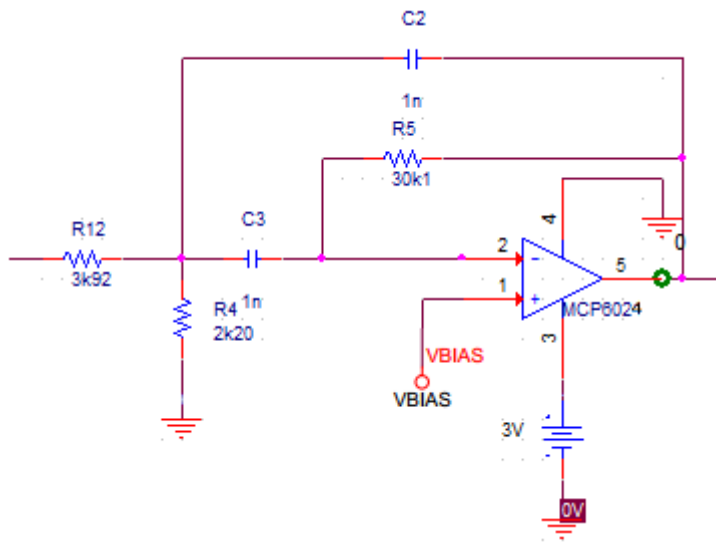 C2
1n
R5
30k1
R12
3k92
C3
1n
R4
2k20
2
1
4
5
3
0
MCP6024
VBIAS
VBIAS
3V
0V